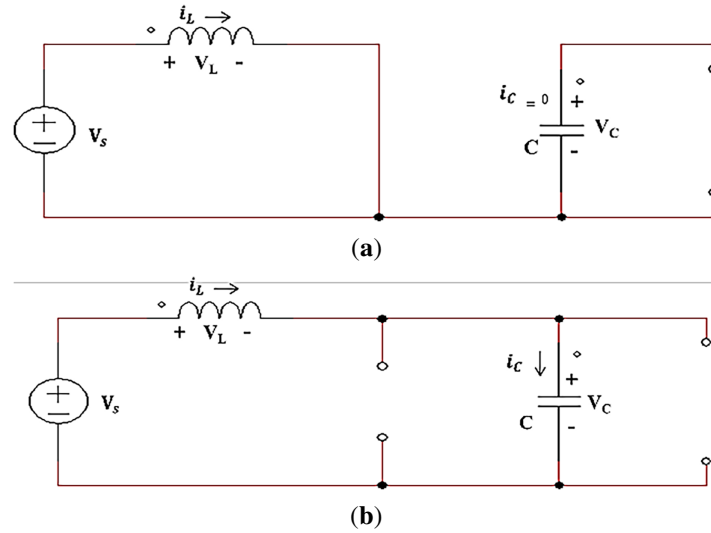 i_L →
+ V_L -
+
−
V_s
i_C = 0
+
C
V_C
-
(a)
i_L →
+ V_L -
+
−
V_s
i_C ↓
+
C
V_C
-
(b)